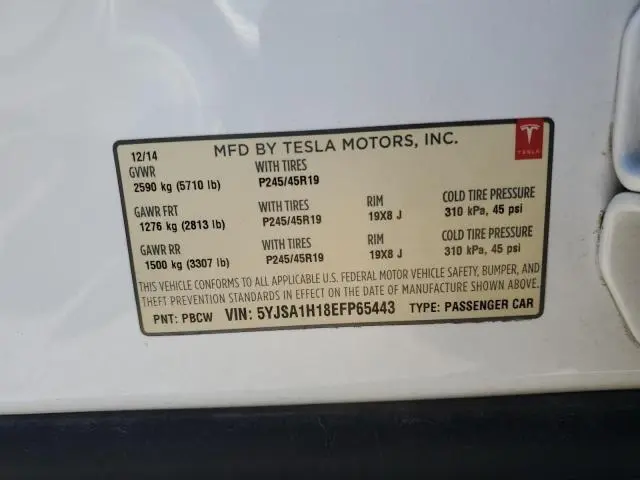 12/14 MFD BY TESLA MOTORS, INC.
TESLA
GVWR WITH TIRES
2590 kg (5710 lb) P245/45R19
GAWR FRT WITH TIRES RIM COLD TIRE PRESSURE
1276 kg (2813 lb) P245/45R19 19X8 J 310 kPa, 45 psi
GAWR RR WITH TIRES RIM COLD TIRE PRESSURE
1500 kg (3307 lb) P245/45R19 19X8 J 310 kPa, 45 psi
THIS VEHICLE CONFORMS TO ALL APPLICABLE U.S. FEDERAL MOTOR VEHICLE SAFETY, BUMPER, AND
THEFT PREVENTION STANDARDS IN EFFECT ON THE DATE OF MANUFACTURE SHOWN ABOVE.
PNT: PBCW VIN: 5YJSA1H18EFP65443 TYPE: PASSENGER CAR